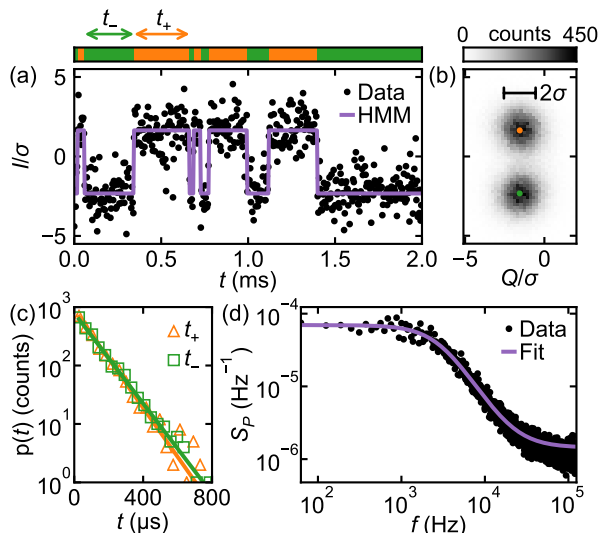 t₋ t₊
counts
0 450
(a)
5
0
−5
I/σ
Data
HMM
0.0 0.5 1.0 1.5 2.0
t (ms)
(b)
2σ
−5 0
Q/σ
(c)
10³
10²
10¹
10⁰
p(t) (counts)
t₊
t₋
0 400 800
t (µs)
(d)
10⁻⁴
10⁻⁵
10⁻⁶
S_P (Hz⁻¹)
Data
Fit
10² 10³ 10⁴ 10⁵
f (Hz)